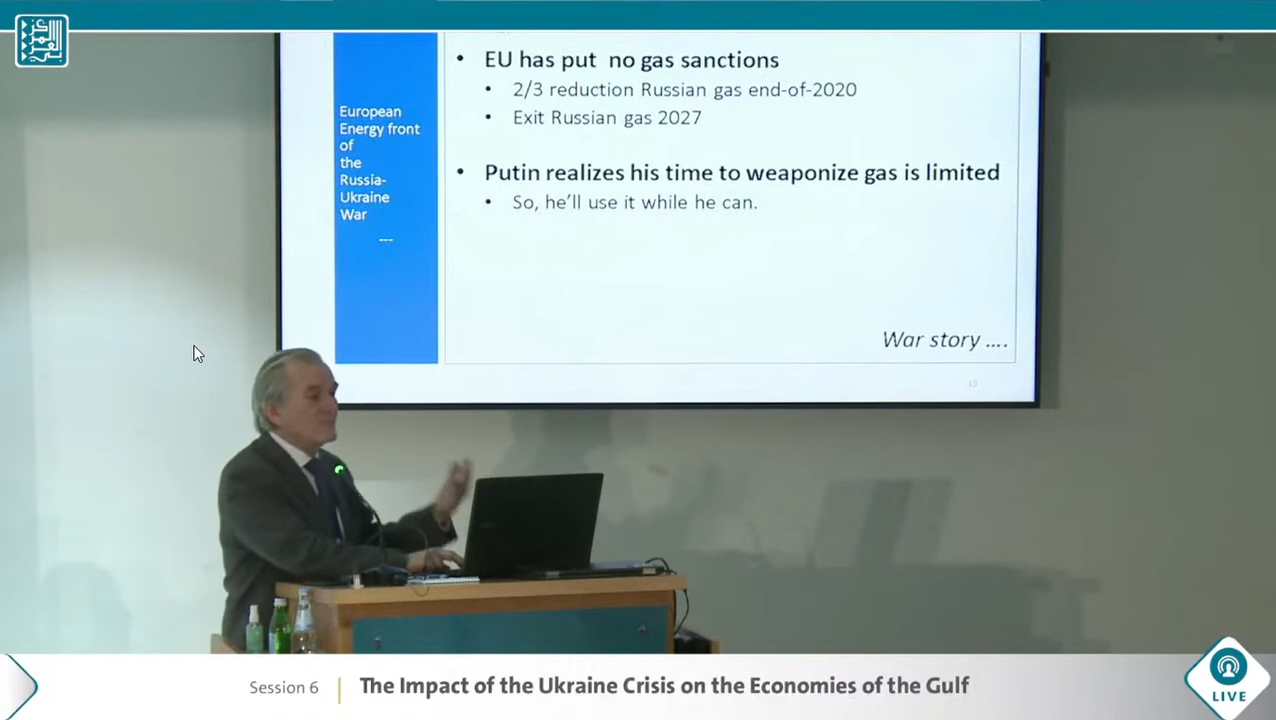 • EU has put no gas sanctions
• 2/3 reduction Russian gas end-of-2020
• Exit Russian gas 2027
European
Energy front
of
the
Russia-
Ukraine
War
---
• Putin realizes his time to weaponize gas is limited
• So, he'll use it while he can.
War story ....
13
Session 6
The Impact of the Ukraine Crisis on the Economies of the Gulf
LIVE